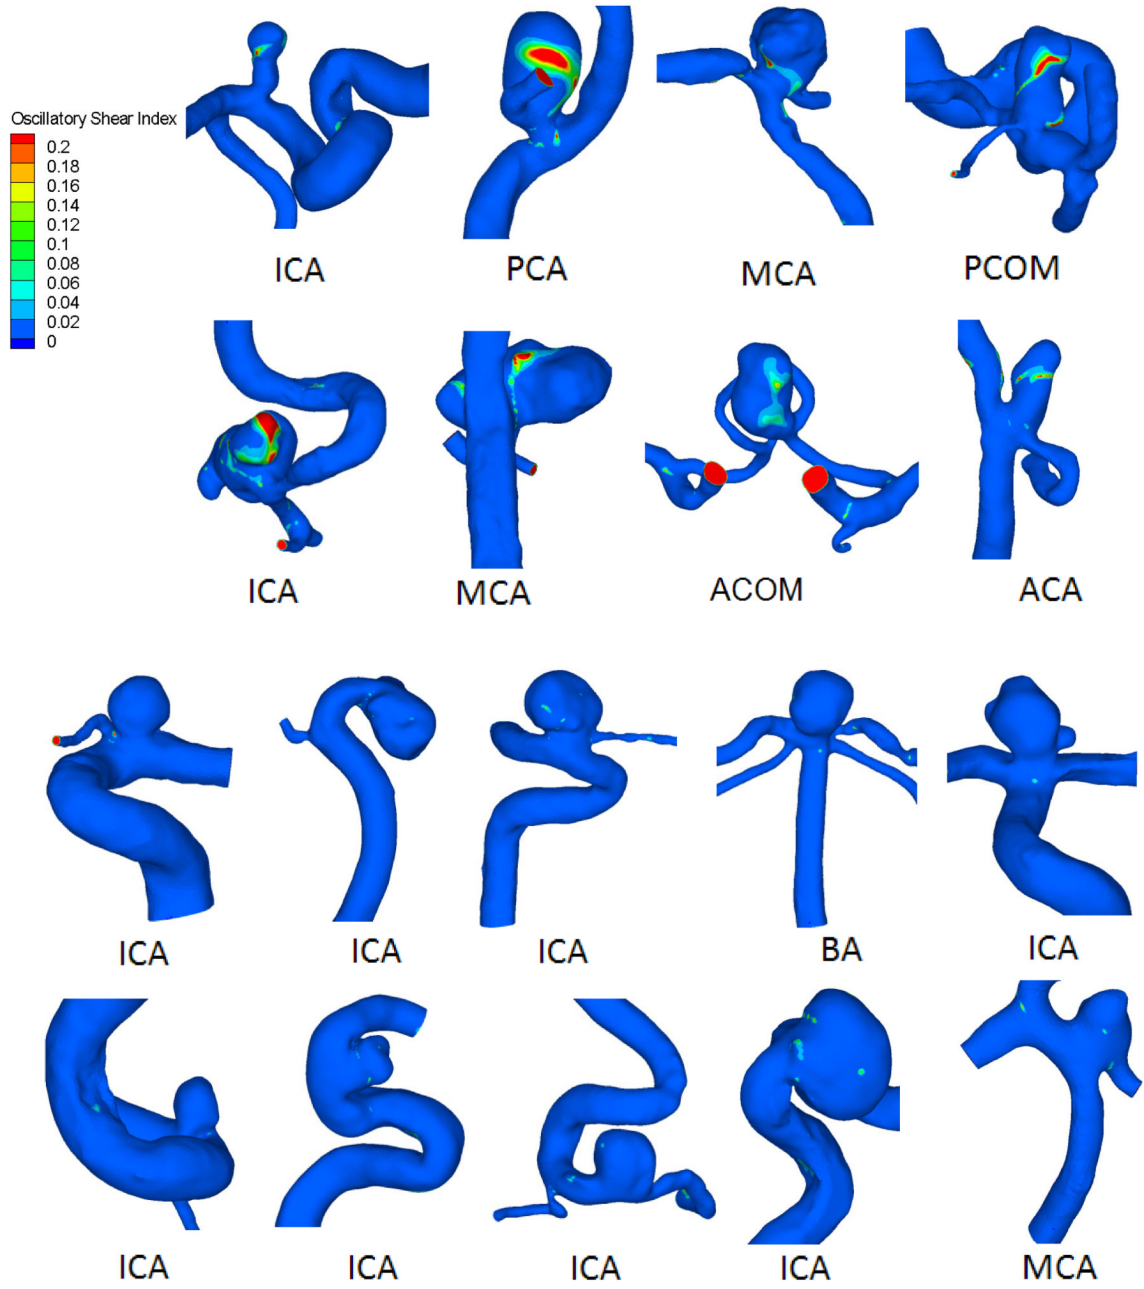 Oscillatory Shear Index
0.2
0.18
0.16
0.14
0.12
0.1
0.08
0.06
0.04
0.02
0
ICA
PCA
MCA
PCOM
ICA
MCA
ACOM
ACA
ICA
ICA
ICA
BA
ICA
ICA
ICA
ICA
ICA
MCA